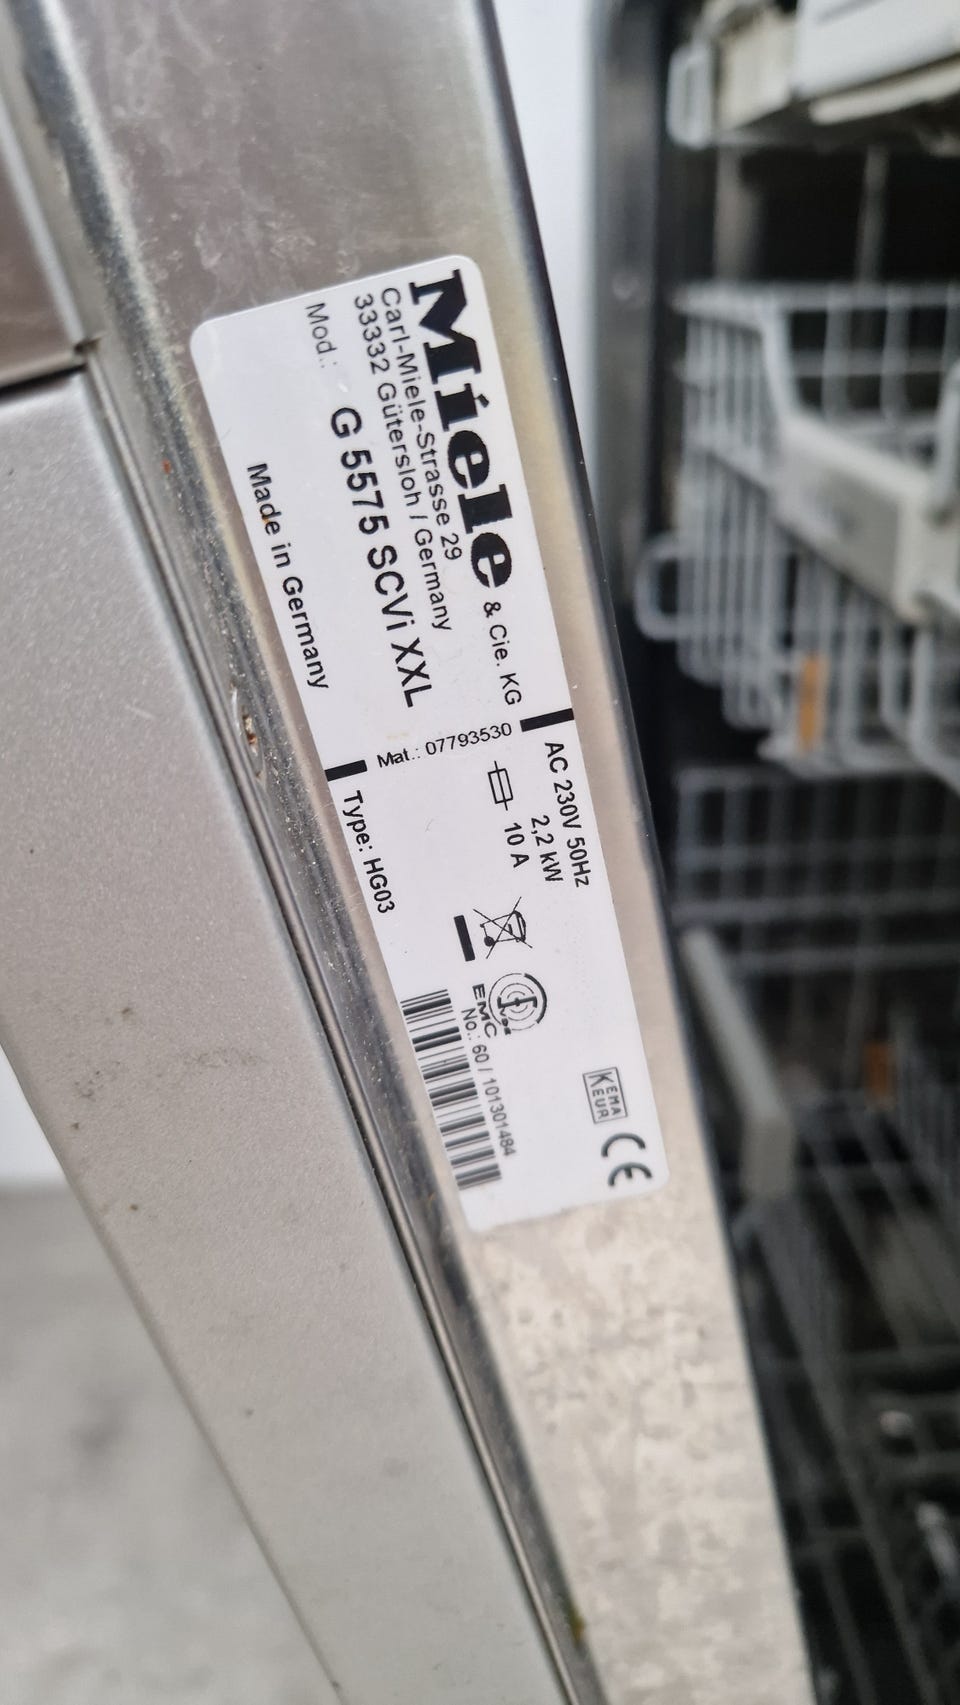 Miele & Cie. KG
Carl-Miele-Strasse 29
33332 Gütersloh / Germany
Mod.: G 5575 SCVi XXL
Made in Germany
Mat.: 07793530
AC 230V 50Hz
2,2 kW
10 A
Type: HG03
EMC
No.: 60 / 101301484
KEMA
KEUR
CE